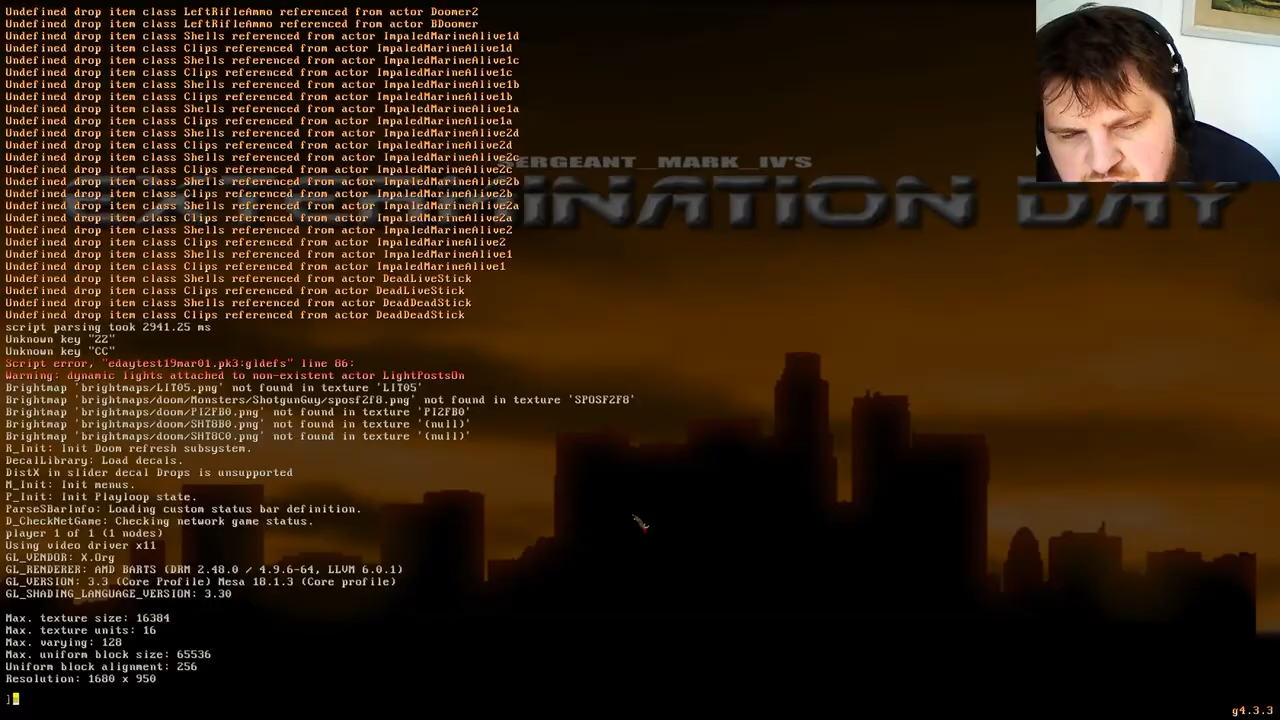 Undefined drop item class LeftRifleAmmo referenced from actor Doomer2
Undefined drop item class LeftRifleAmmo referenced from actor BDoomer
Undefined drop item class Shells referenced from actor ImpaledMarineAlive1d
Undefined drop item class Clips referenced from actor ImpaledMarineAlive1d
Undefined drop item class Shells referenced from actor ImpaledMarineAlive1c
Undefined drop item class Clips referenced from actor ImpaledMarineAlive1c
Undefined drop item class Shells referenced from actor ImpaledMarineAlive1b
Undefined drop item class Clips referenced from actor ImpaledMarineAlive1b
Undefined drop item class Shells referenced from actor ImpaledMarineAlive1a
Undefined drop item class Clips referenced from actor ImpaledMarineAlive1a
Undefined drop item class Shells referenced from actor ImpaledMarineAlive2d
Undefined drop item class Clips referenced from actor ImpaledMarineAlive2d
Undefined drop item class Shells referenced from actor ImpaledMarineAlive2c
SERGEANT_MARK_IV'S
Undefined drop item class Clips referenced from actor ImpaledMarineAlive2c
Undefined drop item class Shells referenced from actor ImpaledMarineAlive2b
Undefined drop item class Clips referenced from actor ImpaledMarineAlive2b
Undefined drop item class Shells referenced from actor ImpaledMarineAlive2a
INATION DAY
Undefined drop item class Clips referenced from actor ImpaledMarineAlive2a
Undefined drop item class Shells referenced from actor ImpaledMarineAlive2
Undefined drop item class Clips referenced from actor ImpaledMarineAlive2
Undefined drop item class Shells referenced from actor ImpaledMarineAlive1
Undefined drop item class Clips referenced from actor ImpaledMarineAlive1
Undefined drop item class Shells referenced from actor DeadLiveStick
Undefined drop item class Clips referenced from actor DeadLiveStick
Undefined drop item class Shells referenced from actor DeadDeadStick
Undefined drop item class Clips referenced from actor DeadDeadStick
script parsing took 2941.25 ms
Unknown key "ZZ"
Unknown key "CC"
Script error, "edaytest19mar01.pk3:gldefs" line 86:
Warning: dynamic lights attached to non-existent actor LightPostsOn
Brightmap 'brightmaps/LIT05.png' not found in texture 'LIT05'
Brightmap 'brightmaps/doom/Monsters/ShotgunGuy/sposf2f8.png' not found in texture 'SPOSF2F8'
Brightmap 'brightmaps/doom/PI2FB0.png' not found in texture 'PI2FB0'
Brightmap 'brightmaps/doom/SHT8B0.png' not found in texture '(null)'
Brightmap 'brightmaps/doom/SHT8C0.png' not found in texture '(null)'
R_Init: Init Doom refresh subsystem.
DecalLibrary: Load decals.
DistX in slider decal Drops is unsupported
M_Init: Init menus.
P_Init: Init Playloop state.
ParseSBarInfo: Loading custom status bar definition.
D_CheckNetGame: Checking network game status.
player 1 of 1 (1 nodes)
Using video driver x11
GL_VENDOR: X.Org
GL_RENDERER: AMD BARTS (DRM 2.48.0 / 4.9.6-64, LLVM 6.0.1)
GL_VERSION: 3.3 (Core Profile) Mesa 18.1.3 (Core profile)
GL_SHADING_LANGUAGE_VERSION: 3.30
Max. texture size: 16384
Max. texture units: 16
Max. varying: 128
Max. uniform block size: 65536
Uniform block alignment: 256
Resolution: 1680 x 950
]
g4.3.3